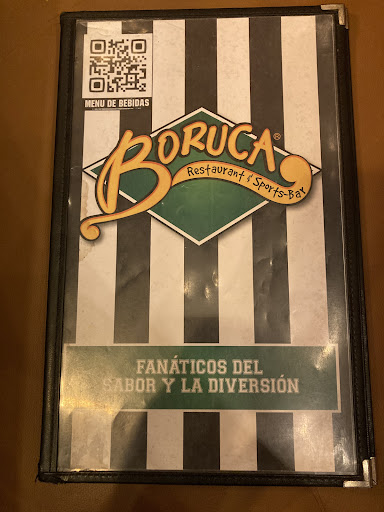 MENU DE BEBIDAS
BORUCA®
Restaurant & Sports-Bar
FANÁTICOS DEL
SABOR Y LA DIVERSIÓN